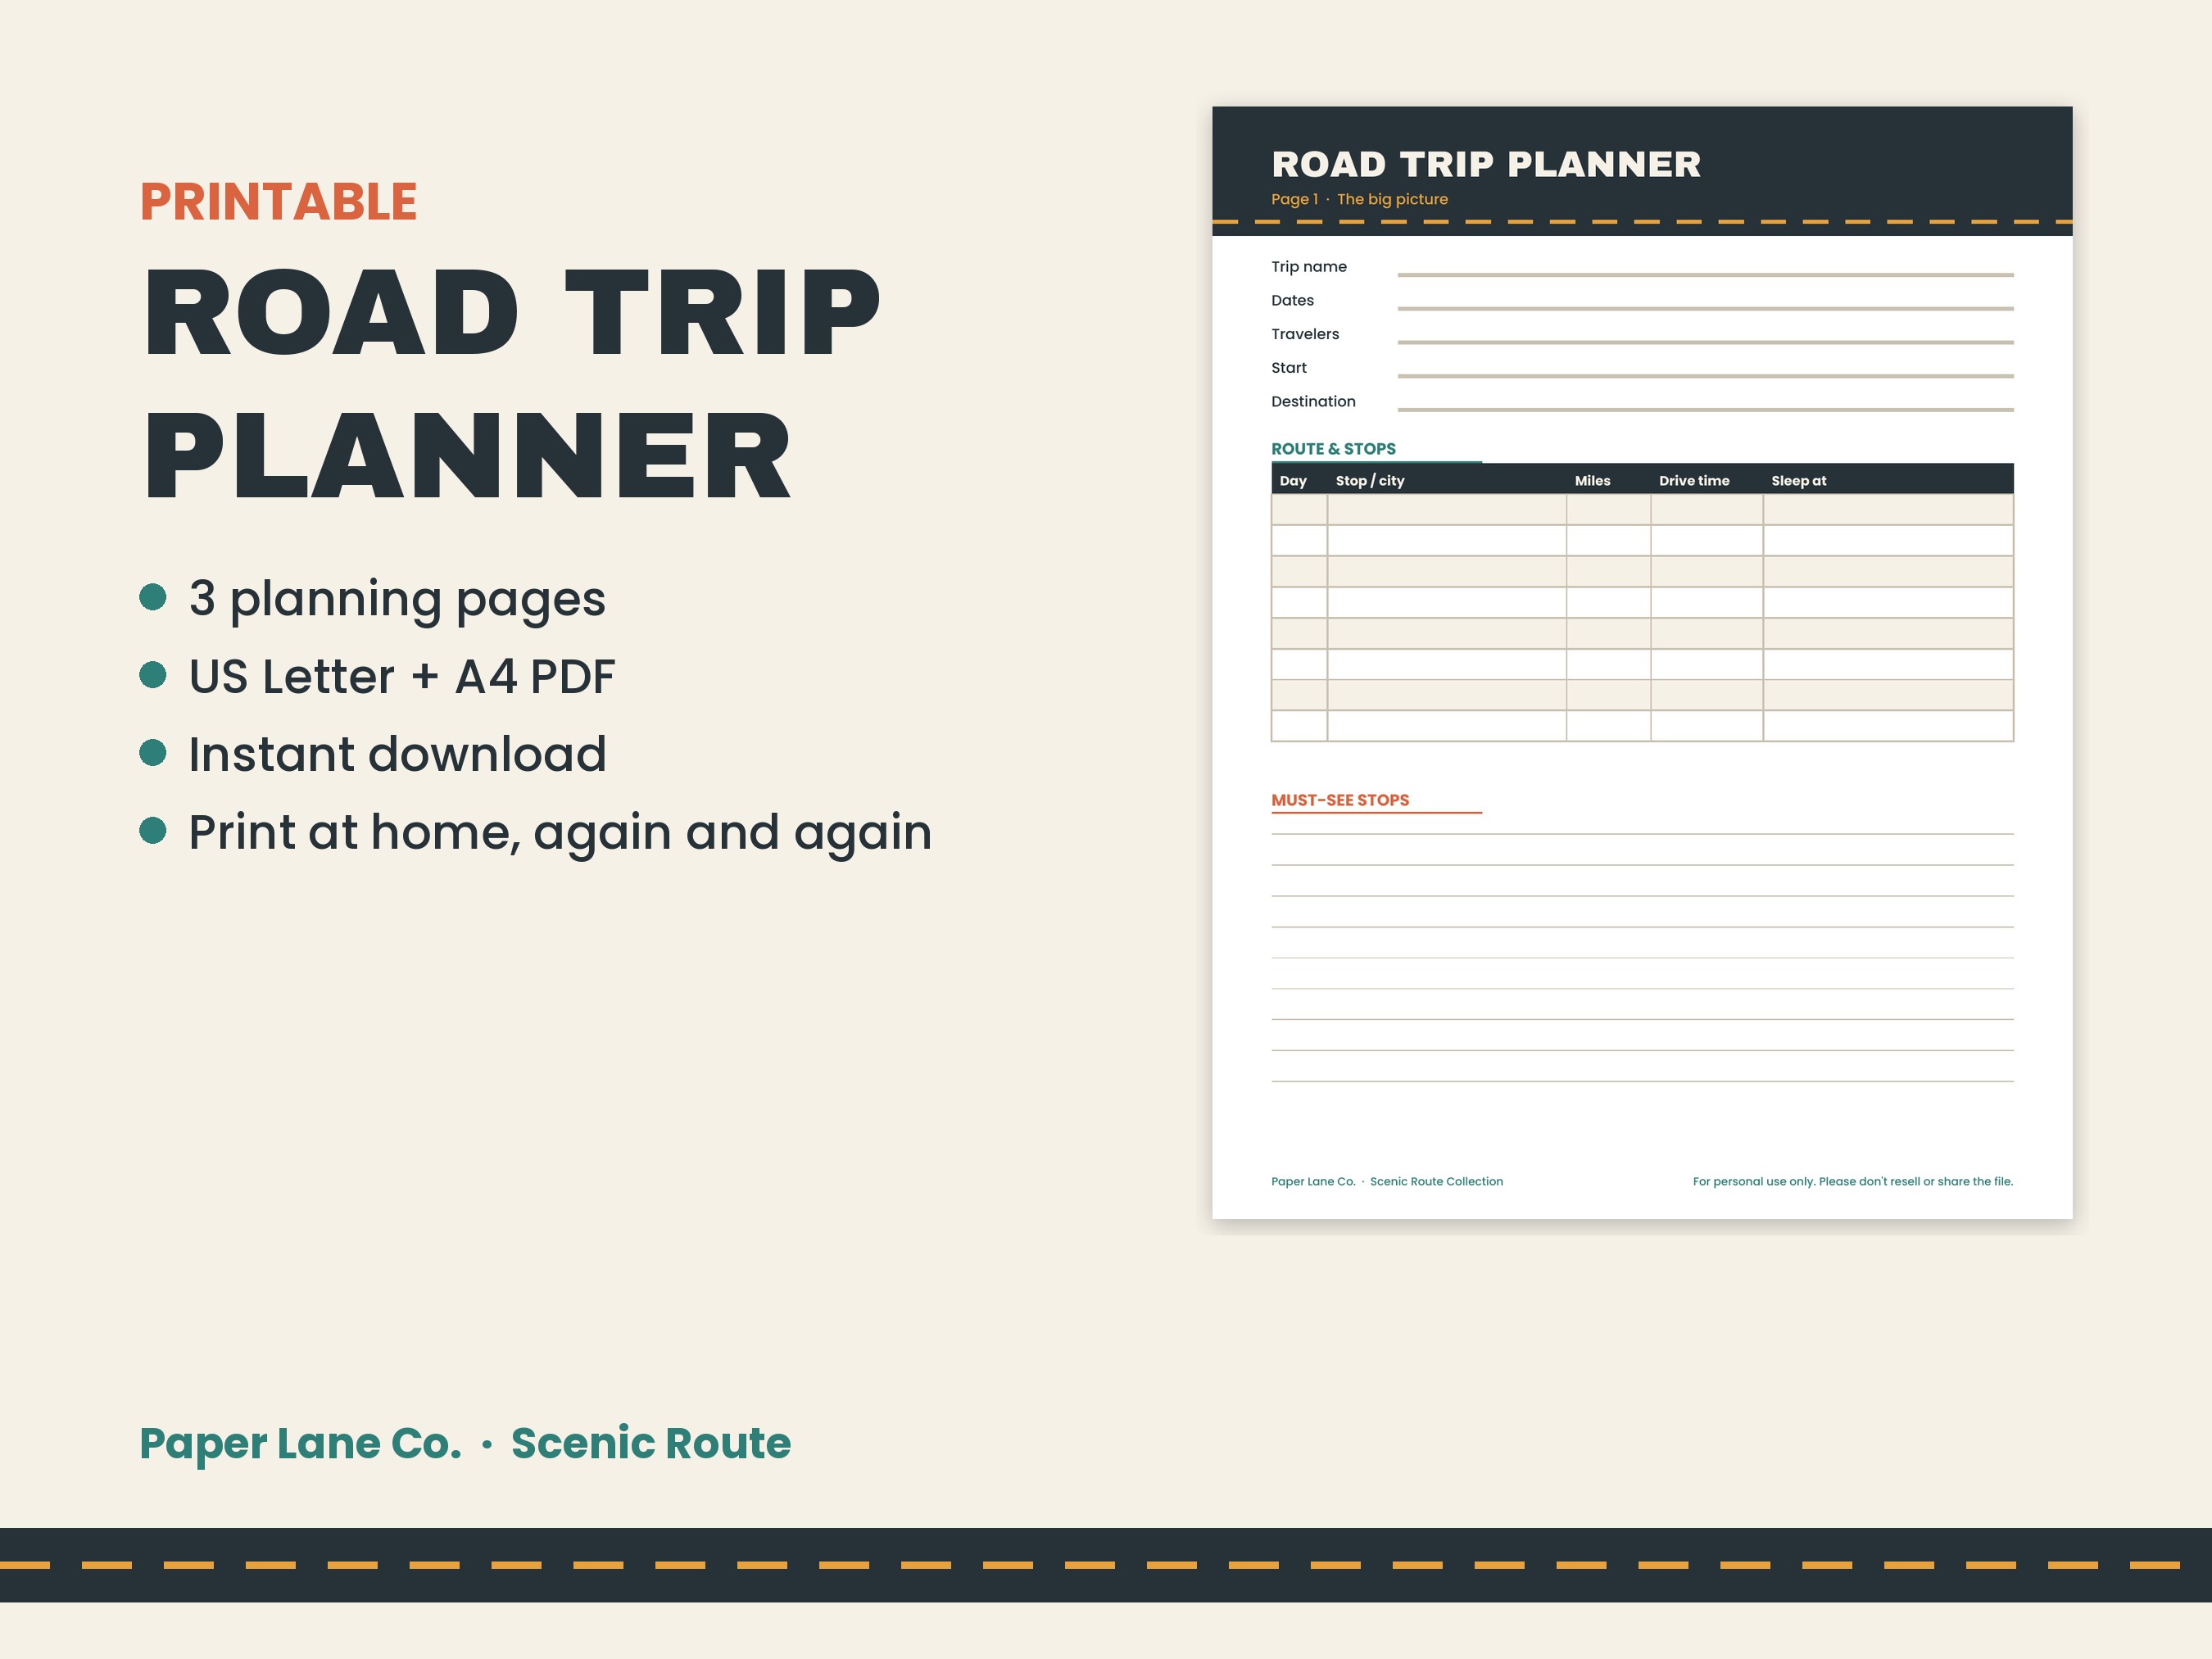 PRINTABLE
ROAD TRIP
PLANNER
3 planning pages
US Letter + A4 PDF
Instant download
Print at home, again and again
Paper Lane Co. · Scenic Route
ROAD TRIP PLANNER
Page 1 · The big picture
Trip name
Dates
Travelers
Start
Destination
ROUTE & STOPS
Day Stop / city Miles Drive time Sleep at
MUST-SEE STOPS
Paper Lane Co. · Scenic Route Collection For personal use only. Please don't resell or share the file.